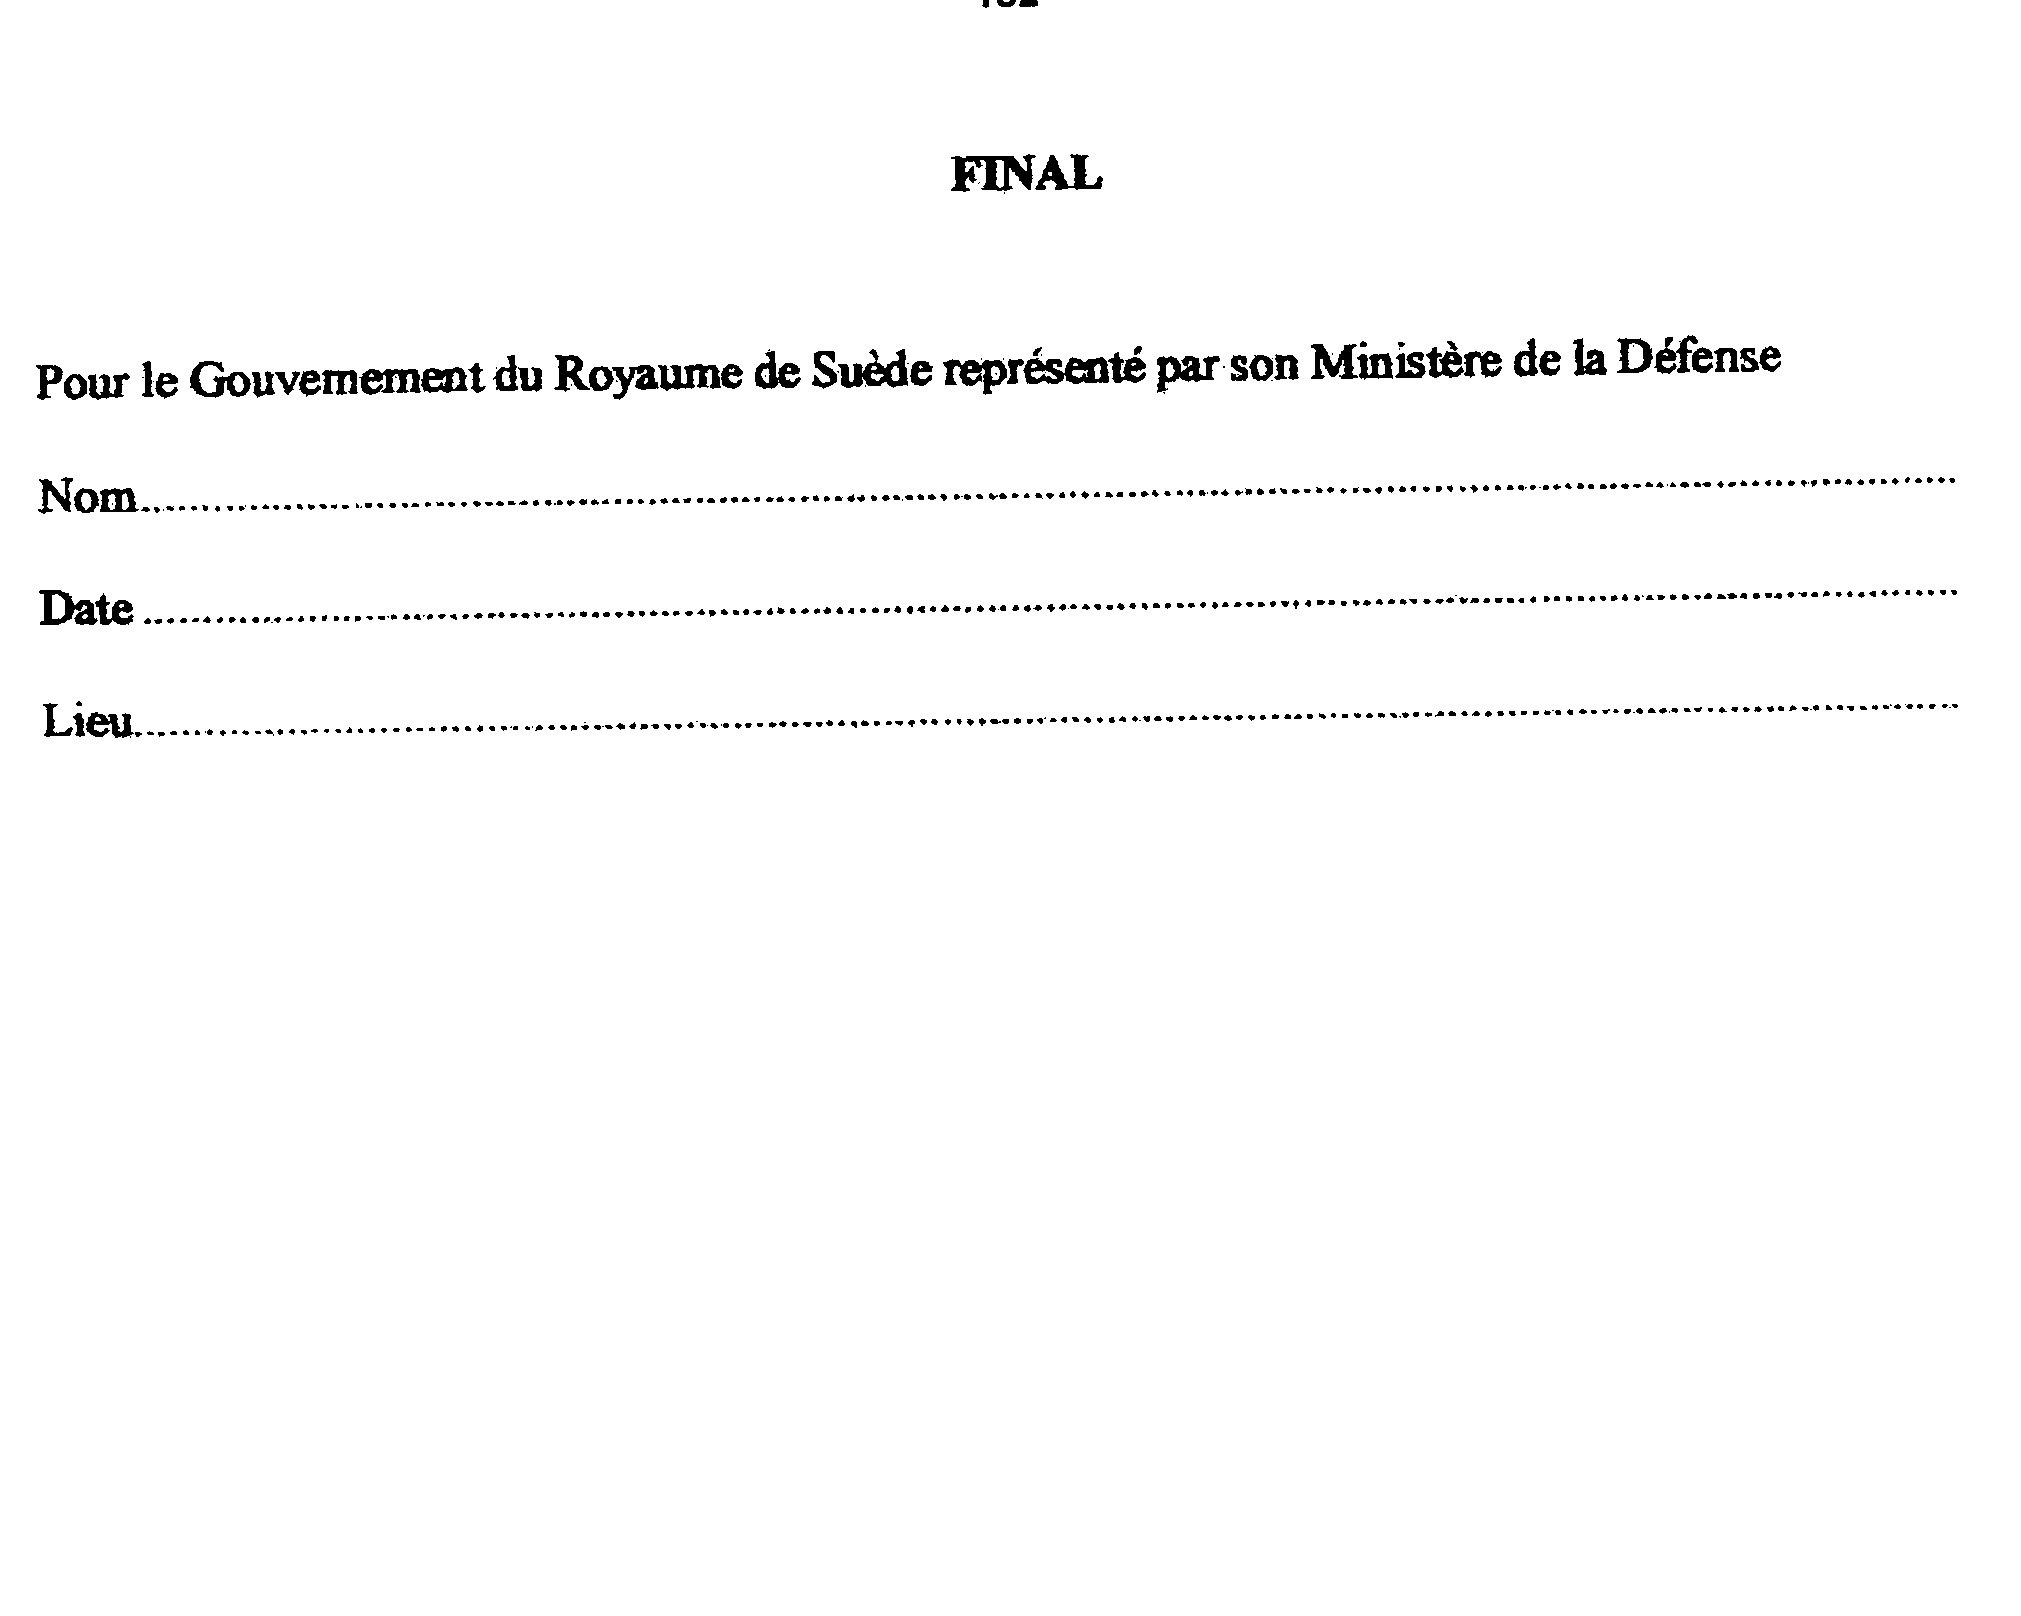 FINAL
Pour le Gouvernement du Royaume de Suède représenté par son Ministère de la Défense
Nom
Date
Lieu